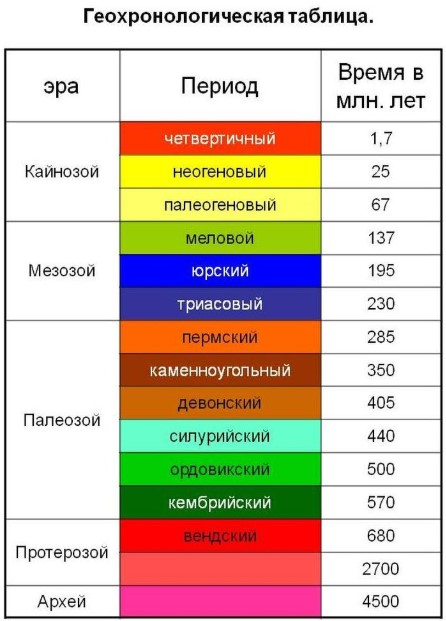 Геохронологическая таблица.
эра Период Время в
млн. лет
четвертичный 1,7
Кайнозой неогеновый 25
палеогеновый 67
меловой 137
Мезозой юрский 195
триасовый 230
пермский 285
каменноугольный 350
девонский 405
Палеозой
силурийский 440
ордовикский 500
кембрийский 570
вендский 680
Протерозой
2700
Архей 4500